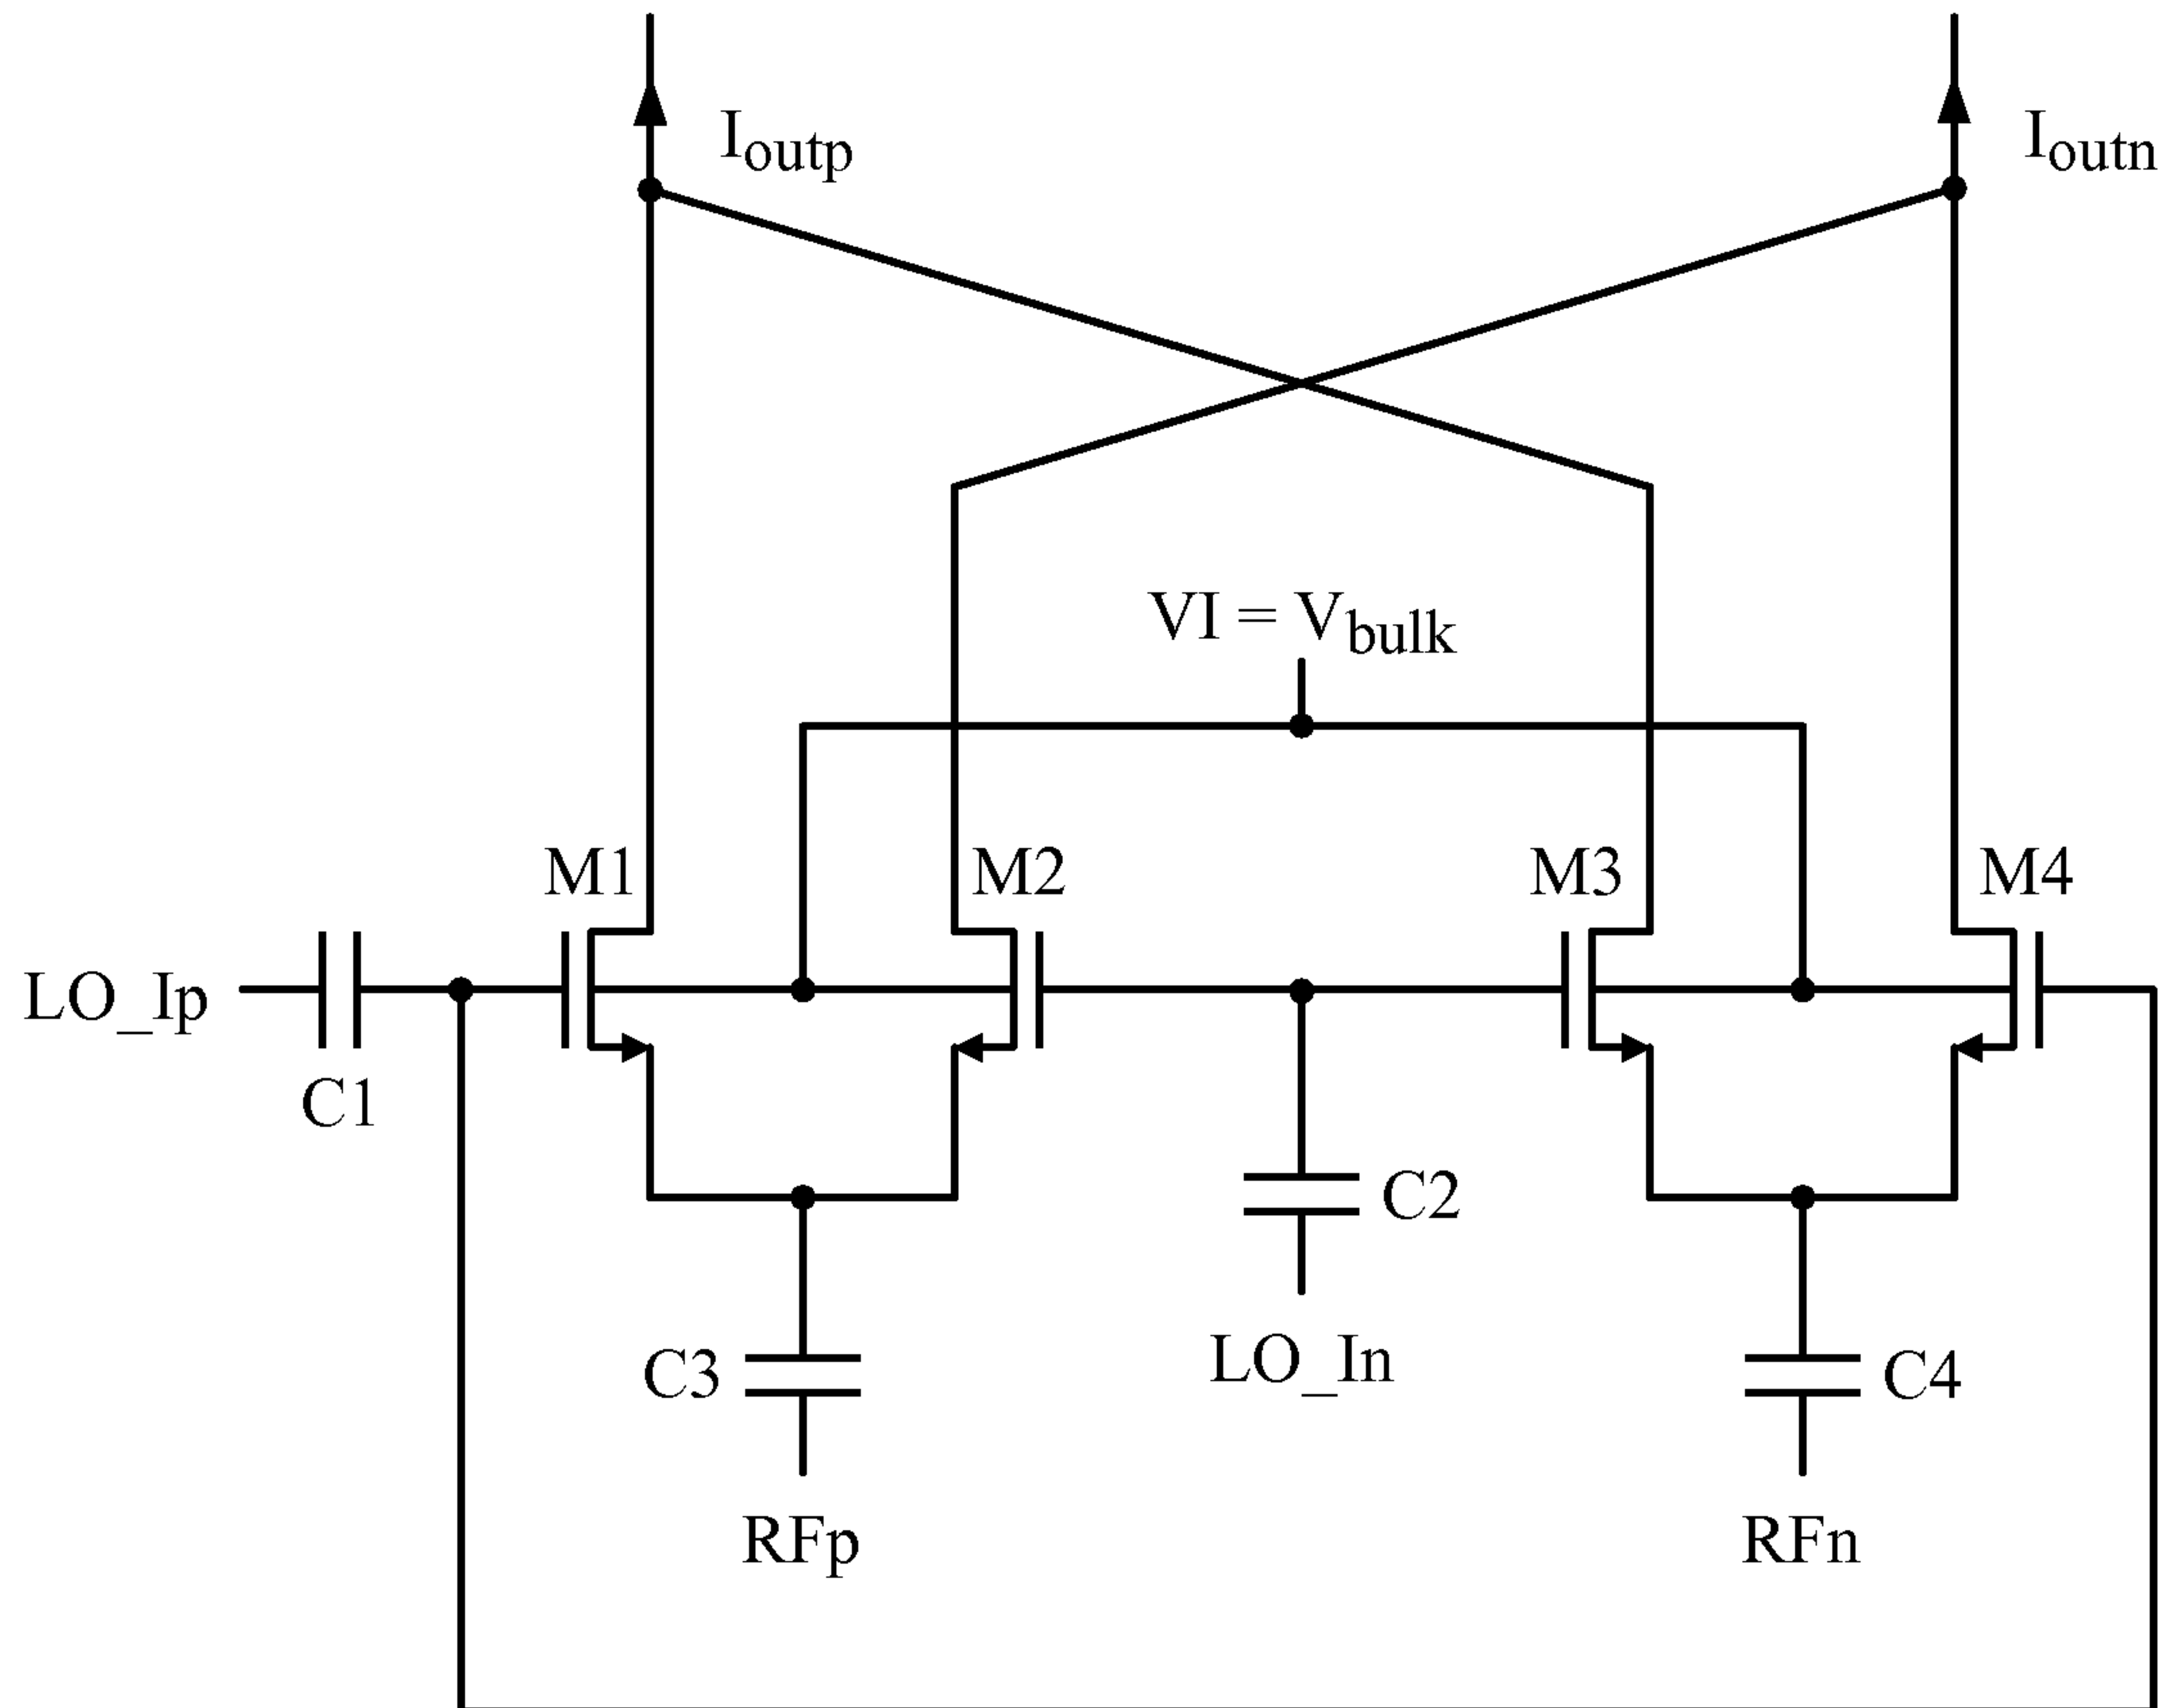 Ioutp
Ioutn
VI = Vbulk
M1
M2
M3
M4
LO_Ip
C1
C2
LO_In
C3
C4
RFp
RFn